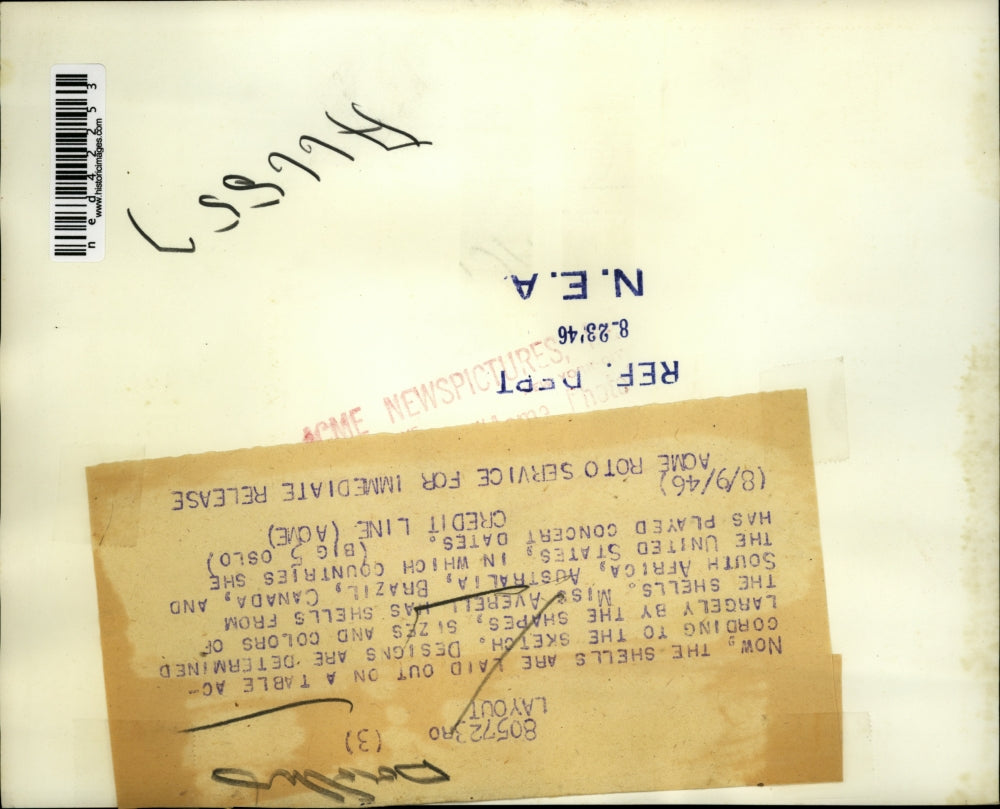 ned42253
www.historicimages.com
N.E.A.
8-23'46
REF. DEPT
ACME NEWSPICTURES,
805723RO (3)
LAYOUT
NOW, THE SHELLS ARE LAID OUT ON A TABLE AC-
CORDING TO THE SKETCH. DESIGNS ARE DETERMINED
LARGELY BY THE SHAPES, SIZES AND COLORS OF
THE SHELLS. MISS AVERELL HAS SHELLS FROM
SOUTH AFRICA, AUSTRALIA, BRAZIL, CANADA, AND
THE UNITED STATES, IN WHICH COUNTRIES SHE
HAS PLAYED CONCERT DATES. (BIG 5 OSLO)
CREDIT LINE (ACME)
(8/9/46)
ACME ROTO SERVICE FOR IMMEDIATE RELEASE